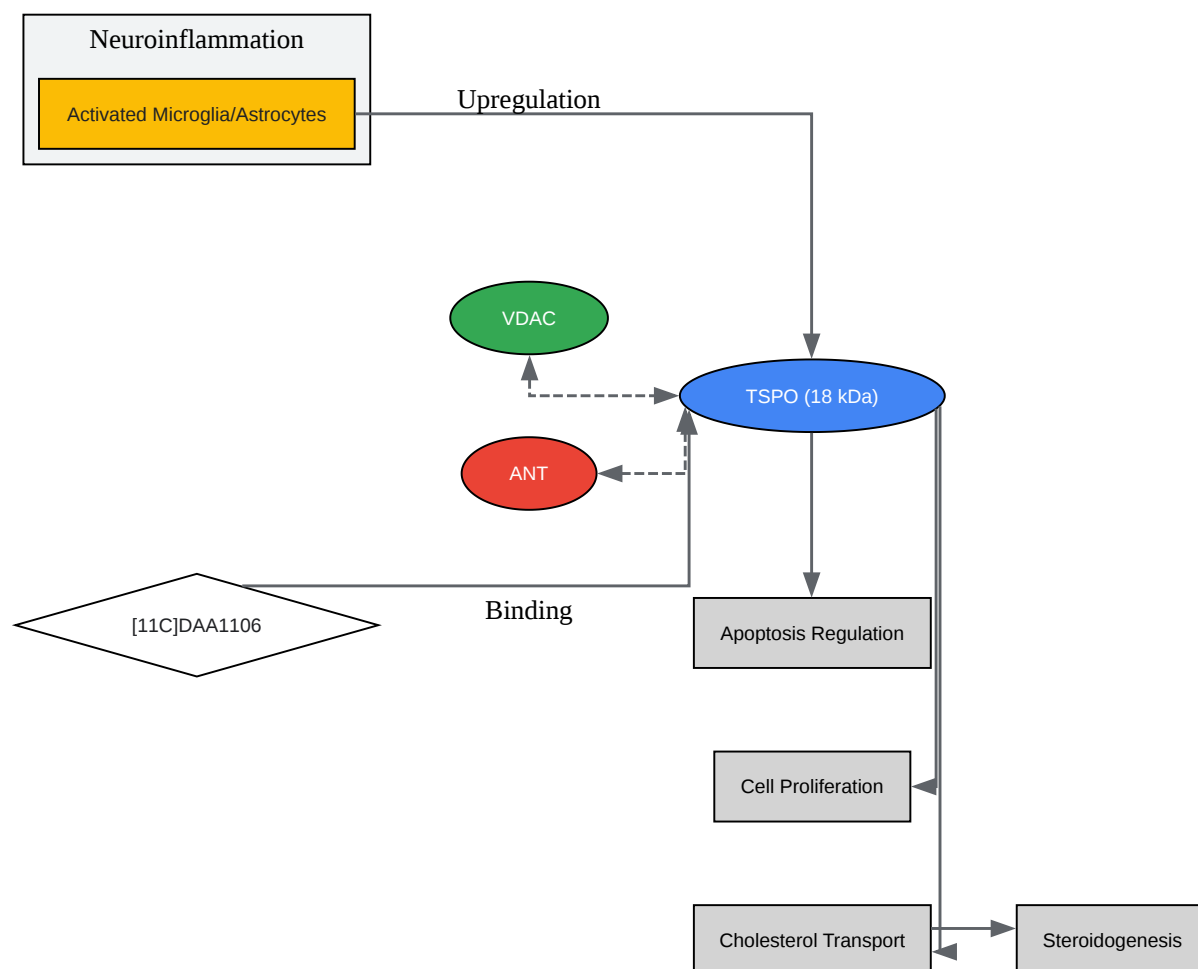 Neuroinflammation
Activated Microglia/Astrocytes
Upregulation
VDAC
TSPO (18 kDa)
ANT
[11C]DAA1106
Binding
Apoptosis Regulation
Cell Proliferation
Cholesterol Transport
Steroidogenesis